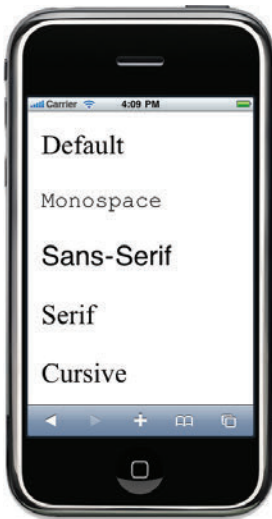 Carrier 4:09 PM
Default
Monospace
Sans-Serif
Serif
Cursive